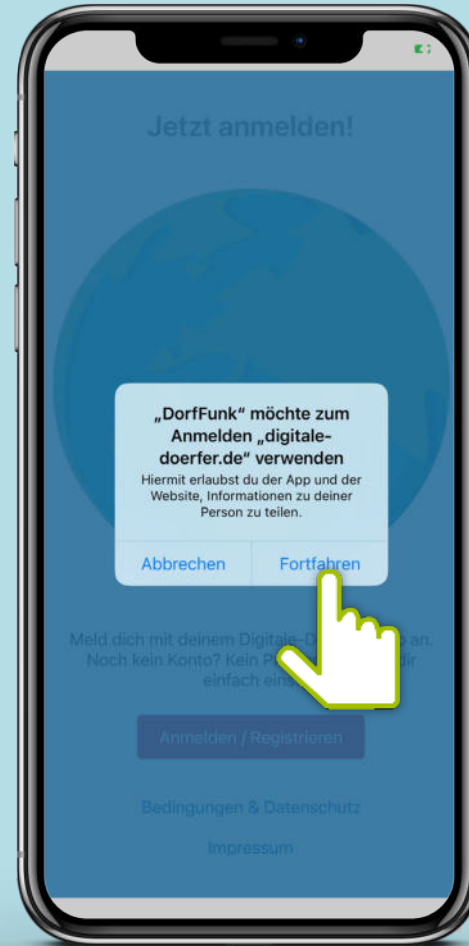 Jetzt anmelden!
„DorfFunk“ möchte zum
Anmelden „digitale-
doerfer.de“ verwenden
Hiermit erlaubst du der App und der
Website, Informationen zu deiner
Person zu teilen.
Abbrechen Fortfahren
Meld dich mit deinem Digitale-D an.
Noch kein Konto? Kein dir
einfach
Anmelden / Registrieren
Bedingungen & Datenschutz
Impressum